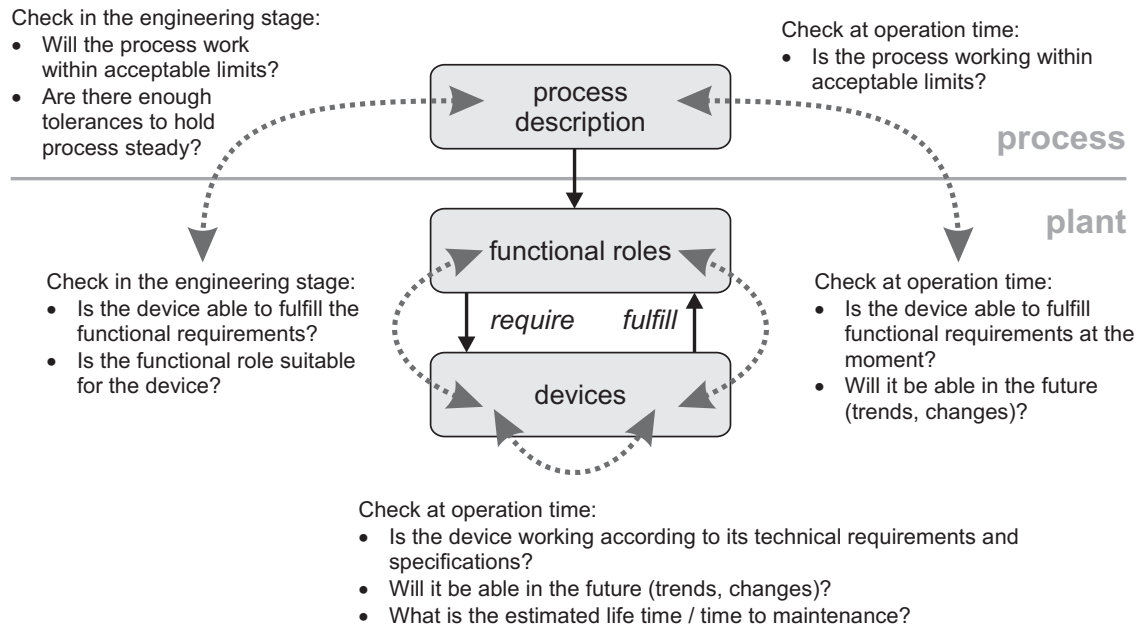 Check in the engineering stage:
• Will the process work
within acceptable limits?
• Are there enough
tolerances to hold
process steady?
Check at operation time:
• Is the process working within
acceptable limits?
process
description
process
plant
functional roles
Check in the engineering stage:
• Is the device able to fulfill the
functional requirements?
• Is the functional role suitable
for the device?
require
fulfill
Check at operation time:
• Is the device able to fulfill
functional requirements at the
moment?
• Will it be able in the future
(trends, changes)?
devices
Check at operation time:
• Is the device working according to its technical requirements and
specifications?
• Will it be able in the future (trends, changes)?
• What is the estimated life time / time to maintenance?